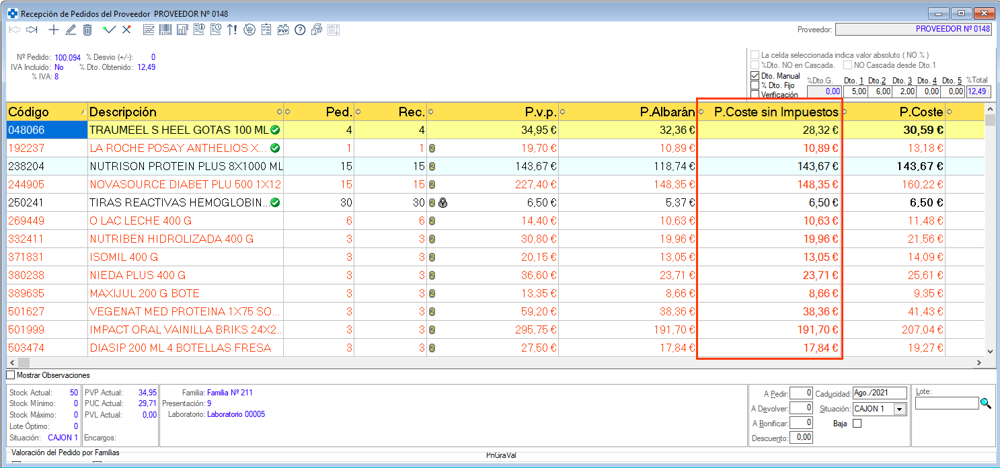 Recepción de Pedidos del Proveedor PROVEEDOR Nº 0148
Proveedor: PROVEEDOR Nº 0148
Nº Pedido: 100.094 % Desvio (+/-): 0
IVA Incluido: No % Dto. Obtenido: 12,49
% IVA: 8
La celda seleccionada indica valor absoluto ( NO % )
%Dto. NO en Cascada. NO Cascada desde Dto.1
Dto. Manual %Dto.G. Dto. 1 Dto. 2 Dto. 3 Dto. 4 Dto. 5 %Total
% Dto. Fijo 0,00 5,00 6,00 2,00 0,00 0,00 12,49
Verificación
Código Descripción Ped. Rec. P.v.p. P.Albarán P.Coste sin Impuestos P.Coste
048066 TRAUMEEL S HEEL GOTAS 100 ML 4 4 34,95 € 32,36 € 28,32 € 30,59 €
192237 LA ROCHE POSAY ANTHELIOS X... 1 1 2 19,70 € 10,89 € 10,89 € 13,18 €
238204 NUTRISON PROTEIN PLUS 8X1000 ML 15 15 2 143,67 € 118,74 € 143,67 € 143,67 €
244905 NOVASOURCE DIABET PLU 500 1X12 15 15 2 227,40 € 148,35 € 148,35 € 160,22 €
250241 TIRAS REACTIVAS HEMOGLOBIN... 30 30 2 6,50 € 5,37 € 6,50 € 6,50 €
269449 O LAC LECHE 400 G 6 6 2 14,40 € 10,63 € 10,63 € 11,48 €
332411 NUTRIBEN HIDROLIZADA 400 G 3 3 2 30,80 € 19,96 € 19,96 € 21,56 €
371831 ISOMIL 400 G 3 3 2 20,15 € 13,05 € 13,05 € 14,09 €
380238 NIEDA PLUS 400 G 3 3 2 36,60 € 23,71 € 23,71 € 25,61 €
389635 MAXIJUL 200 G BOTE 3 3 2 13,35 € 8,66 € 8,66 € 9,35 €
501627 VEGENAT MED PROTEINA 1X75 SO... 3 3 2 59,20 € 38,36 € 38,36 € 41,43 €
501999 IMPACT ORAL VAINILLA BRIKS 24X2... 3 3 2 295,75 € 191,70 € 191,70 € 207,04 €
503474 DIASIP 200 ML 4 BOTELLAS FRESA 3 3 2 27,50 € 17,84 € 17,84 € 19,27 €
Mostrar Observaciones
Stock Actual: 50 PVP Actual: 34,95 Familia: Familia Nº 211
Stock Mínimo: 0 PUC Actual: 29,71 Presentación: 9
Stock Máximo: 0 PVL Actual: 0,00 Laboratorio: Laboratorio 00005
Lote Óptimo: 0
Situación: CAJON 1 Encargos:
A Pedir: 0 Caducidad: Ago./2021 Lote:
A Devolver: 0 Situación: CAJON 1
A Bonificar: 0 Baja
Descuento: 0,00
Valoración del Pedido por Familias
PnGraVal